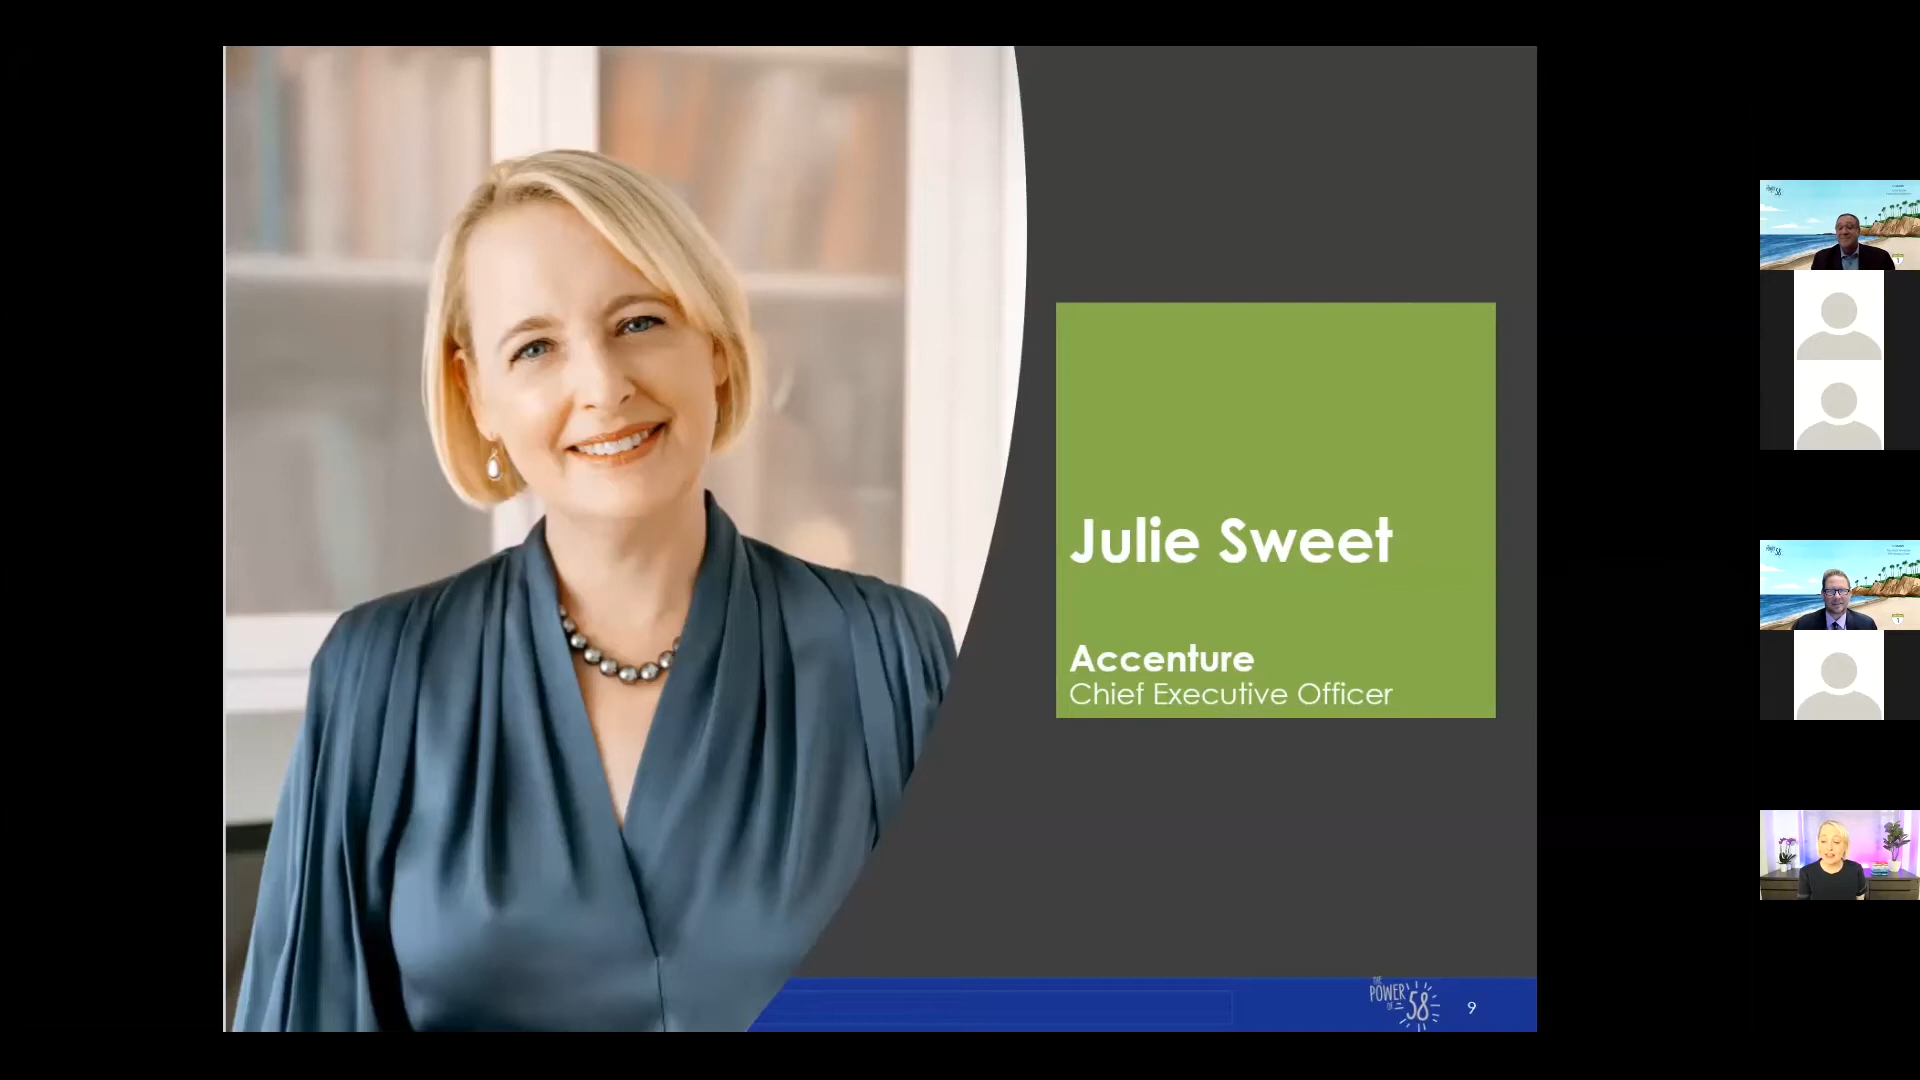 Julie Sweet
Accenture
Chief Executive Officer
THE
POWER
OF 58
9